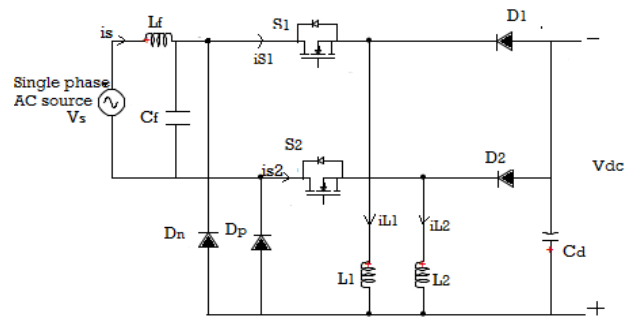 Lf
S1
D1
is
−
iS1
Single phase
AC source
Vs
Cf
S2
is2
D2
Vdc
Dn
Dp
iL1
iL2
L1
L2
Cd
+